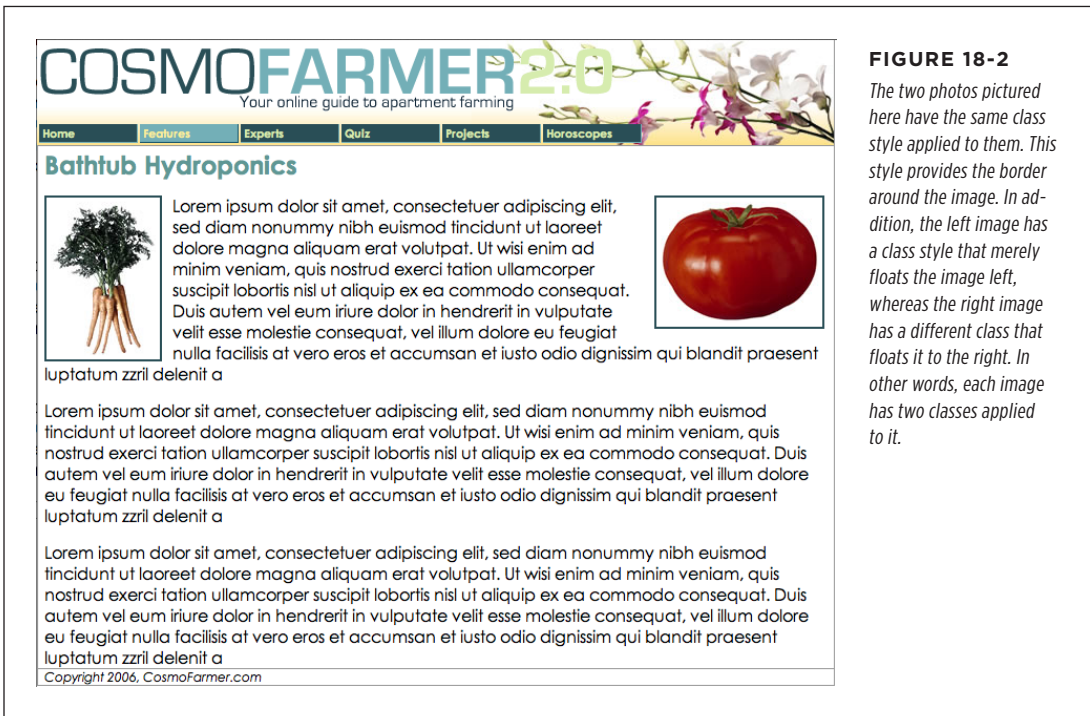 COSMOFARMER 2.0
Your online guide to apartment farming
Home Features Experts Quiz Projects Horoscopes
Bathtub Hydroponics
Lorem ipsum dolor sit amet, consectetuer adipiscing elit,
sed diam nonummy nibh euismod tincidunt ut laoreet
dolore magna aliquam erat volutpat. Ut wisi enim ad
minim veniam, quis nostrud exerci tation ullamcorper
suscipit lobortis nisl ut aliquip ex ea commodo consequat.
Duis autem vel eum iriure dolor in hendrerit in vulputate
velit esse molestie consequat, vel illum dolore eu feugiat
nulla facilisis at vero eros et accumsan et iusto odio dignissim qui blandit praesent
luptatum zzril delenit a
Lorem ipsum dolor sit amet, consectetuer adipiscing elit, sed diam nonummy nibh euismod
tincidunt ut laoreet dolore magna aliquam erat volutpat. Ut wisi enim ad minim veniam, quis
nostrud exerci tation ullamcorper suscipit lobortis nisl ut aliquip ex ea commodo consequat. Duis
autem vel eum iriure dolor in hendrerit in vulputate velit esse molestie consequat, vel illum dolore
eu feugiat nulla facilisis at vero eros et accumsan et iusto odio dignissim qui blandit praesent
luptatum zzril delenit a
Lorem ipsum dolor sit amet, consectetuer adipiscing elit, sed diam nonummy nibh euismod
tincidunt ut laoreet dolore magna aliquam erat volutpat. Ut wisi enim ad minim veniam, quis
nostrud exerci tation ullamcorper suscipit lobortis nisl ut aliquip ex ea commodo consequat. Duis
autem vel eum iriure dolor in hendrerit in vulputate velit esse molestie consequat, vel illum dolore
eu feugiat nulla facilisis at vero eros et accumsan et iusto odio dignissim qui blandit praesent
luptatum zzril delenit a
Copyright 2006, CosmoFarmer.com
FIGURE 18-2
The two photos pictured
here have the same class
style applied to them. This
style provides the border
around the image. In ad-
dition, the left image has
a class style that merely
floats the image left,
whereas the right image
has a different class that
floats it to the right. In
other words, each image
has two classes applied
to it.